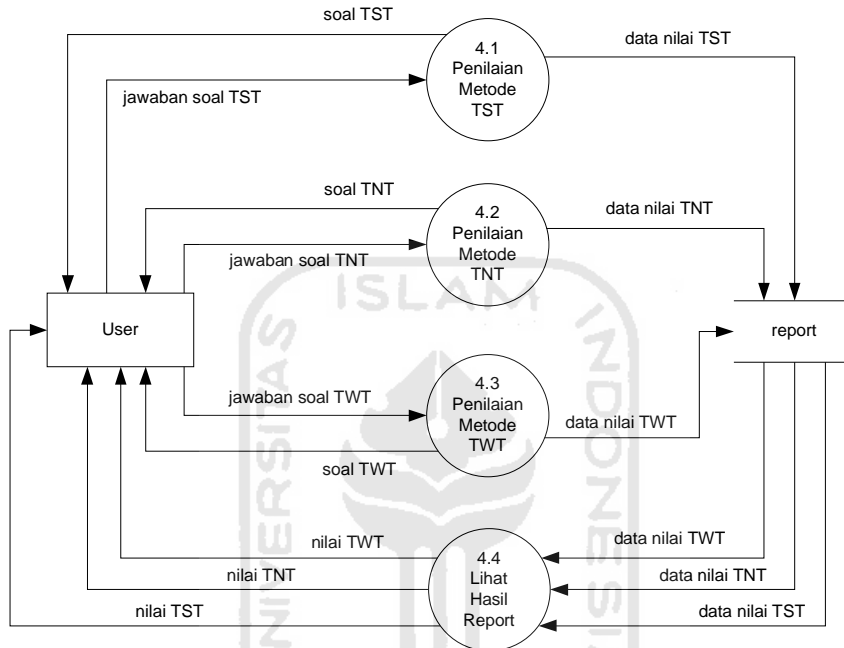 soal TST
4.1
Penilaian
Metode
TST
data nilai TST
jawaban soal TST
soal TNT
4.2
Penilaian
Metode
TNT
data nilai TNT
jawaban soal TNT
ISLAM
User
report
UNIVERSITAS
INDONESIA
jawaban soal TWT
4.3
Penilaian
Metode
TWT
data nilai TWT
soal TWT
nilai TWT
4.4
Lihat
Hasil
Report
data nilai TWT
nilai TNT
data nilai TNT
nilai TST
data nilai TST